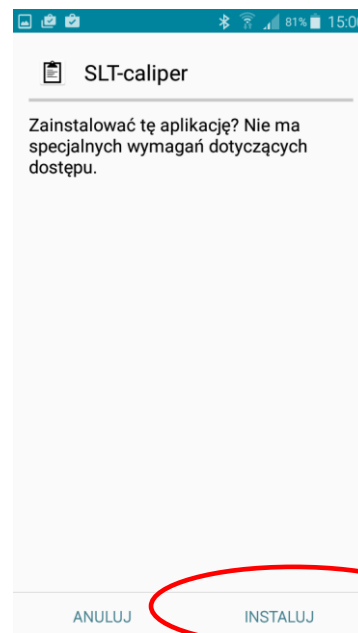 81% 15:0
SLT-caliper
Zainstalować tę aplikację? Nie ma
specjalnych wymagań dotyczących
dostępu.
ANULUJ INSTALUJ